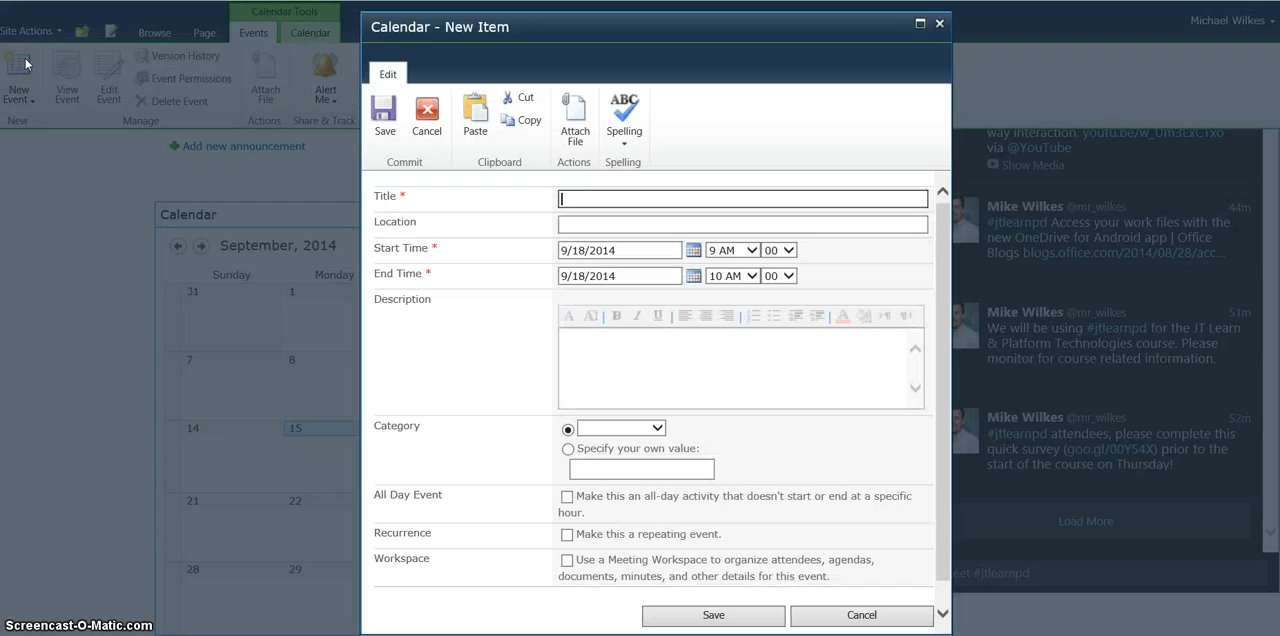 Calendar Tools
Site Actions
Browse
Page
Events
Calendar
Michael Wilkes
New Event
View Event
Edit Event
Version History
Event Permissions
Delete Event
Attach File
Alert Me
New
Manage
Actions
Share & Track
Add new announcement
Calendar
September, 2014
Sunday
Monday
31
1
7
8
14
15
21
22
28
29
Calendar - New Item
Edit
Save
Cancel
Paste
Cut
Copy
Attach File
ABC
Spelling
Commit
Clipboard
Actions
Spelling
Title *
Location
Start Time *
9/18/2014
9 AM
00
End Time *
9/18/2014
10 AM
00
Description
A A B I U A
Category
Specify your own value:
All Day Event
Make this an all-day activity that doesn't start or end at a specific
hour.
Recurrence
Make this a repeating event.
Workspace
Use a Meeting Workspace to organize attendees, agendas,
documents, minutes, and other details for this event.
Save
Cancel
way interaction. youtu.be/w_Um3ExC1xo
via @YouTube
Show Media
Mike Wilkes @mr_wilkes 44m
#jtlearnpd Access your work files with the
new OneDrive for Android app | Office
Blogs blogs.office.com/2014/08/28/acc...
Mike Wilkes @mr_wilkes 51m
We will be using #jtlearnpd for the JT Learn
& Platform Technologies course. Please
monitor for course related information.
Mike Wilkes @mr_wilkes 52m
#jtlearnpd attendees, please complete this
quick survey (goo.gl/00Y54X) prior to the
start of the course on Thursday!
Load More
#jtlearnpd
Screencast-O-Matic.com